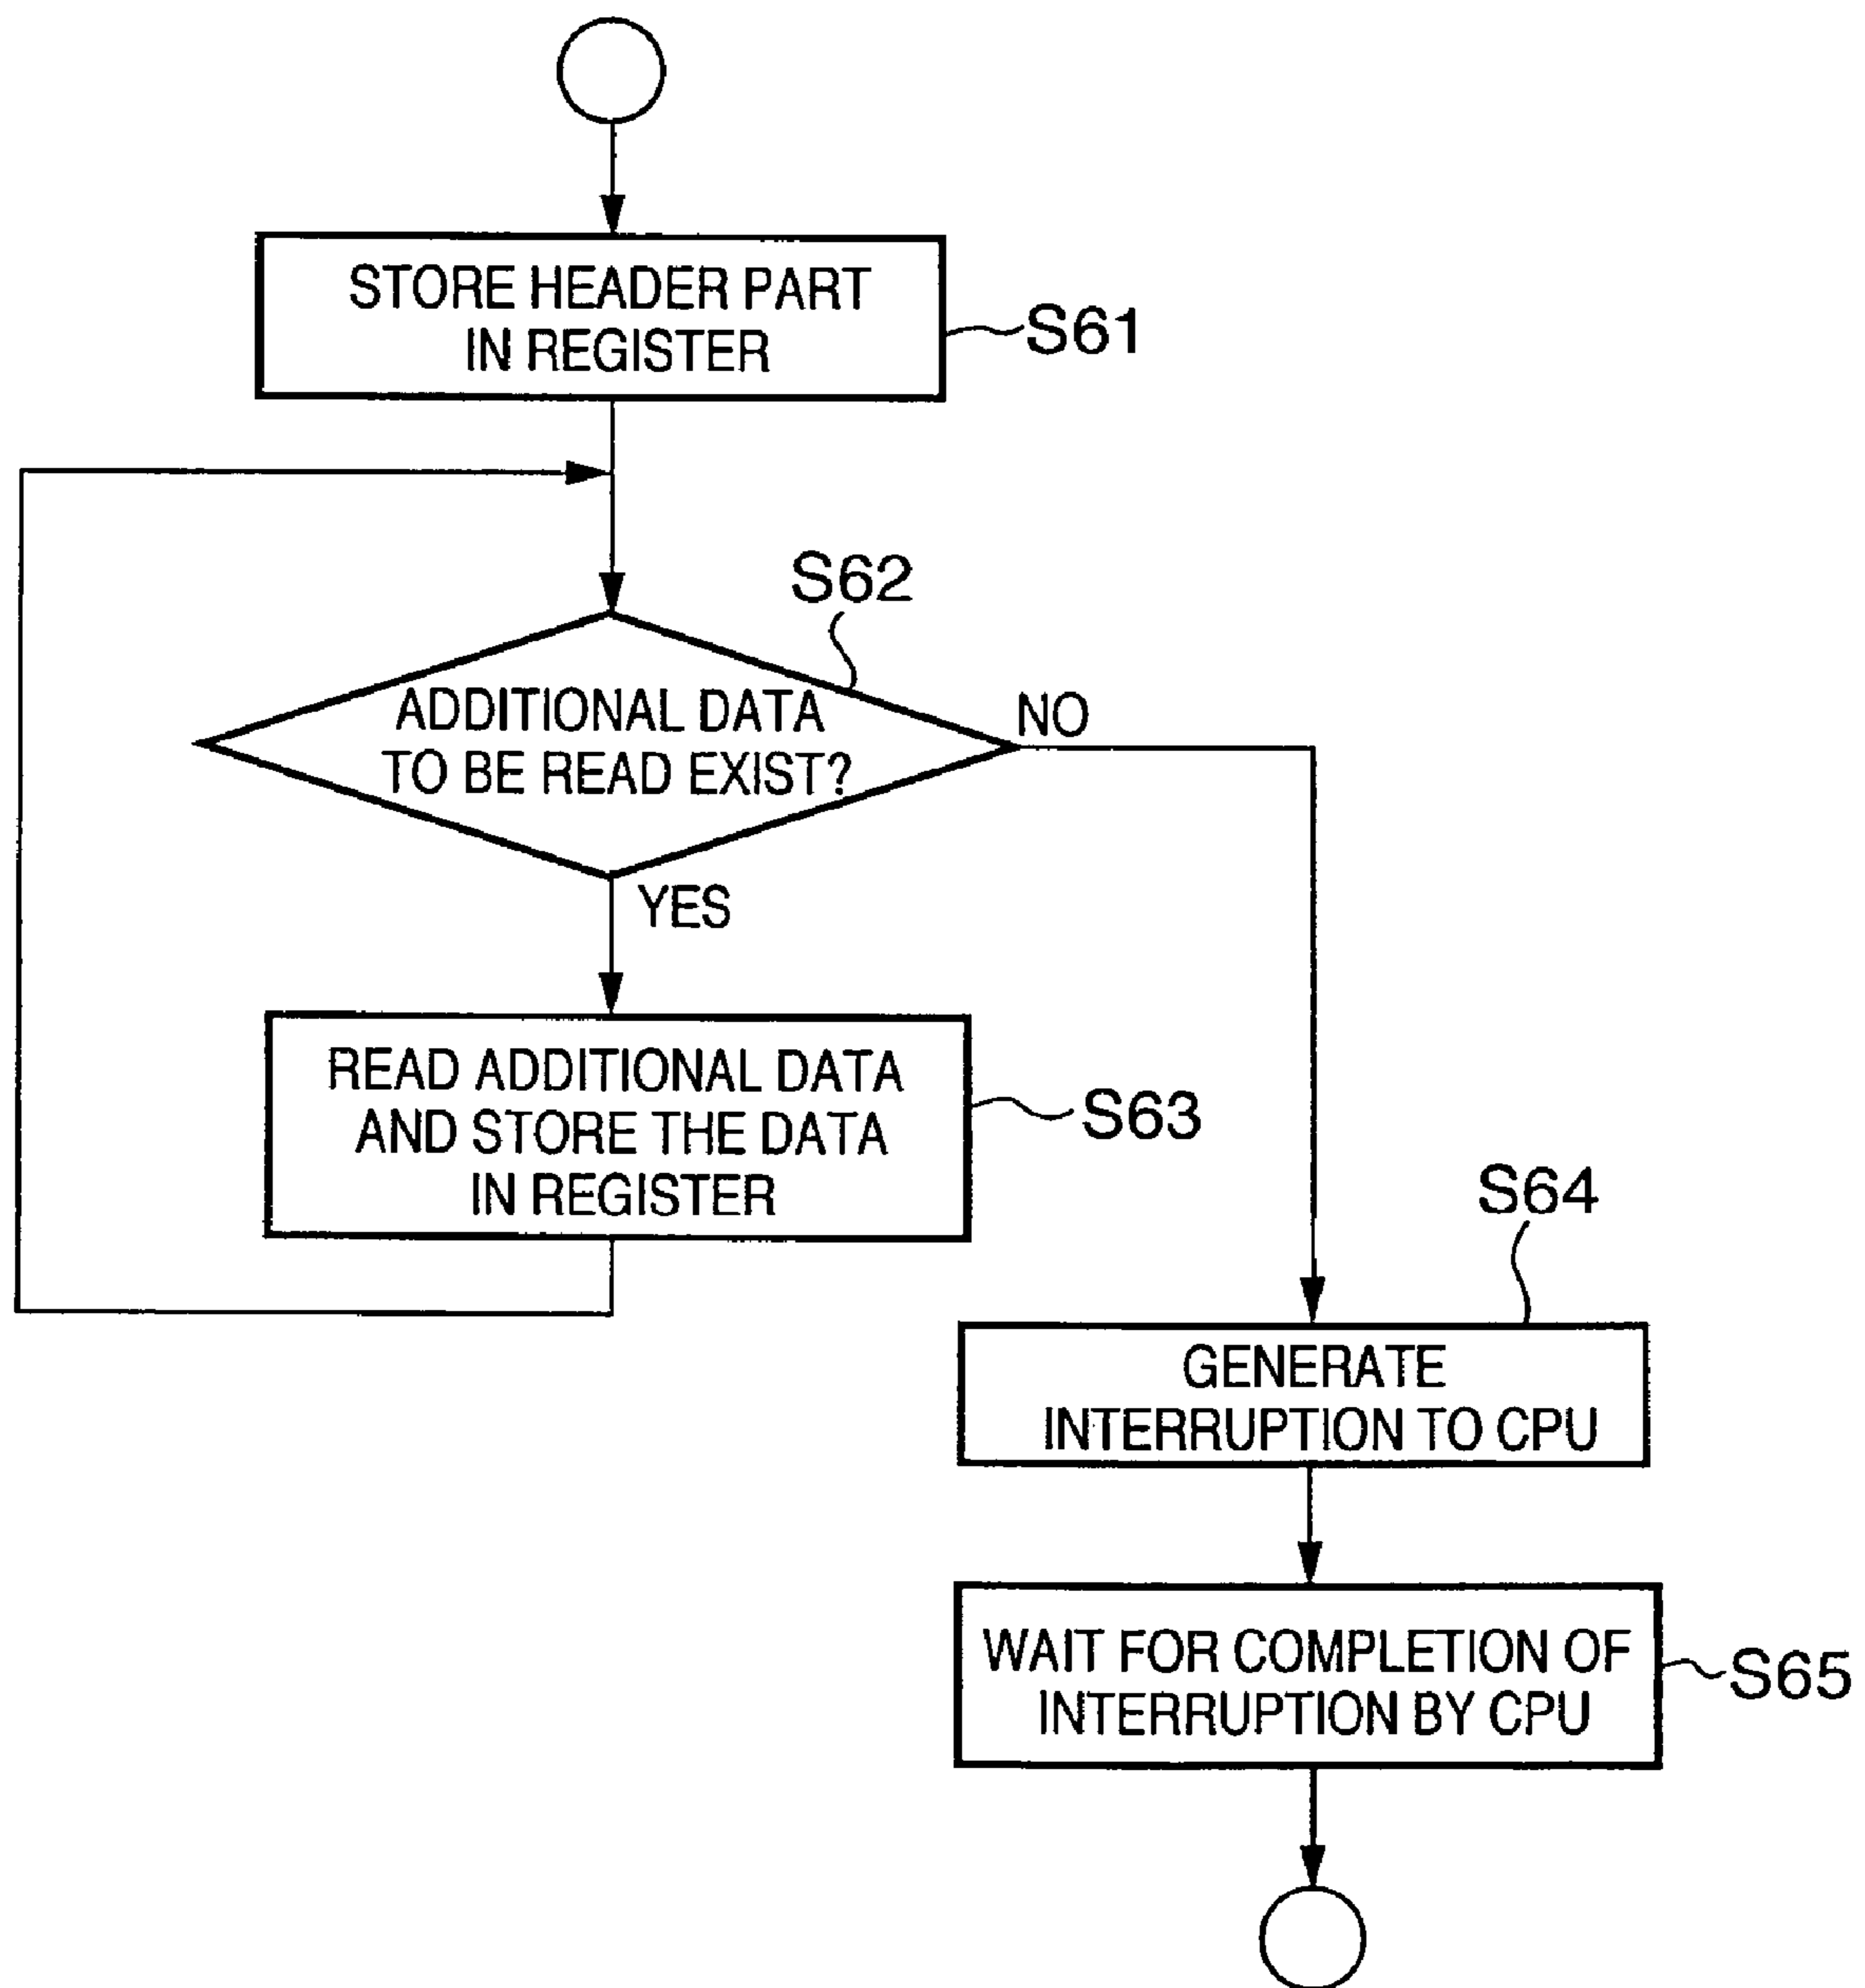 STORE HEADER PART
IN REGISTER
S61
S62
ADDITIONAL DATA
TO BE READ EXIST?
NO
YES
READ ADDITIONAL DATA
AND STORE THE DATA
IN REGISTER
S63
S64
GENERATE
INTERRUPTION TO CPU
WAIT FOR COMPLETION OF
INTERRUPTION BY CPU
S65